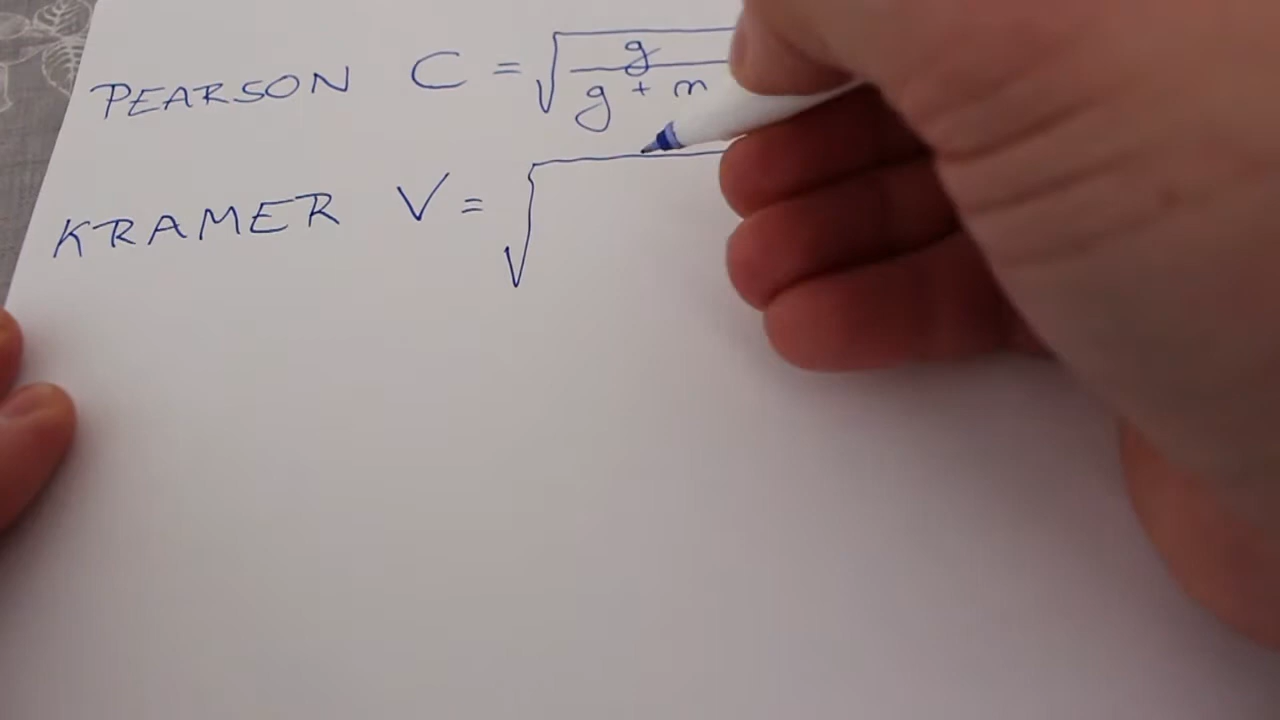 PEARSON C = √(g / (g + n))
KRAMER V = √